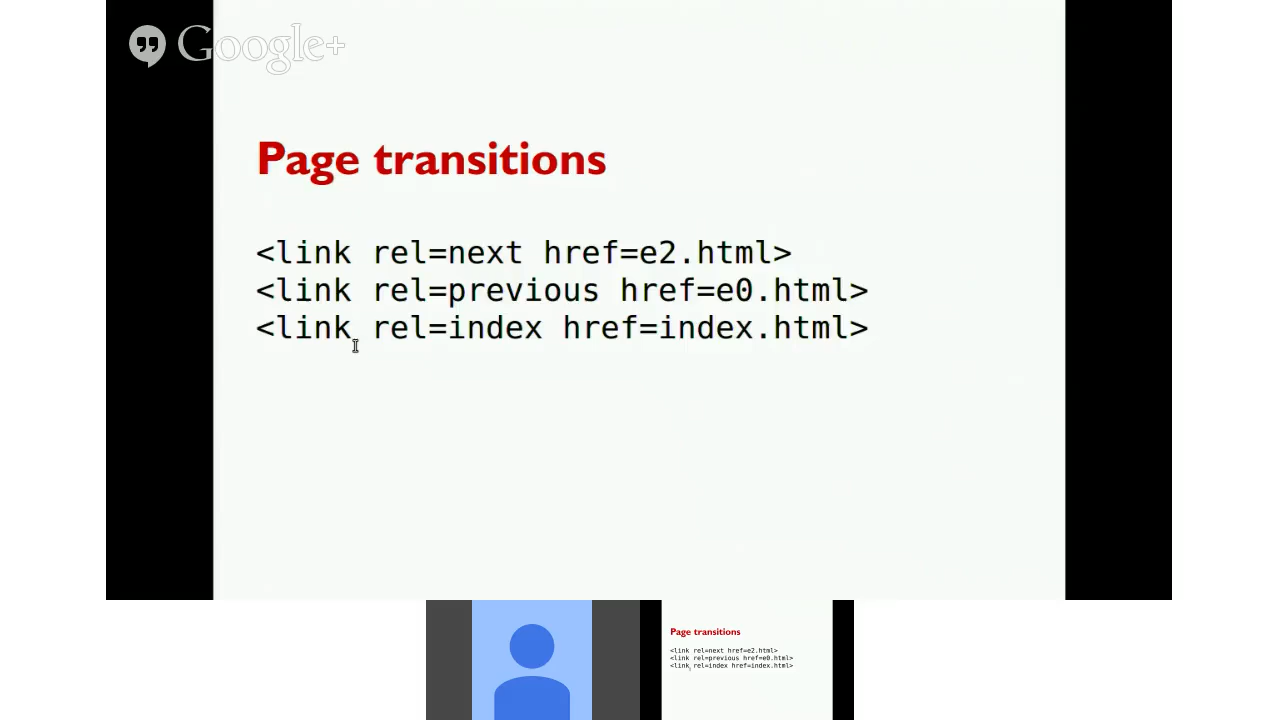 Google+
Page transitions
<link rel=next href=e2.html>
<link rel=previous href=e0.html>
<link rel=index href=index.html>
Page transitions
<link rel=next href=e2.html>
<link rel=previous href=e0.html>
<link rel=index href=index.html>